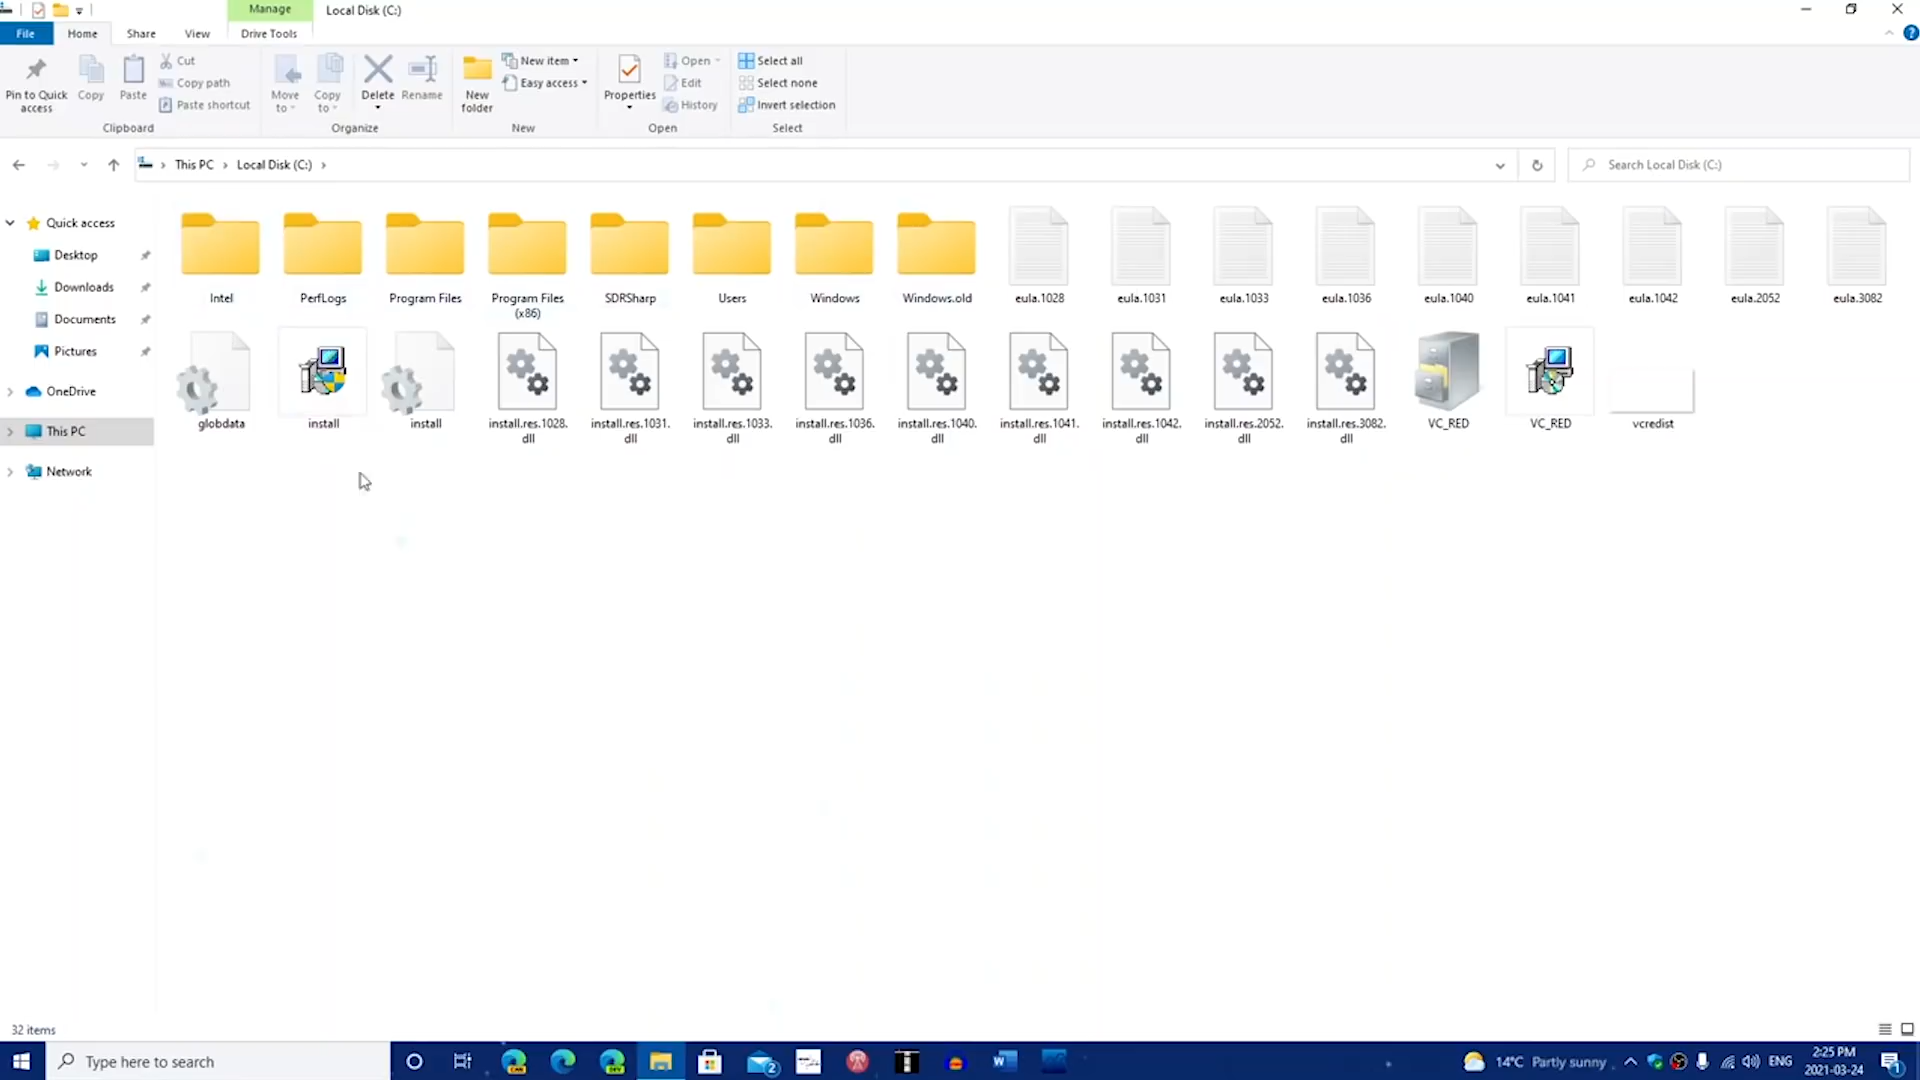 Manage
Local Disk (C:)
File
Home
Share
View
Drive Tools
Pin to Quick
access
Copy
Paste
Cut
Copy path
Paste shortcut
Clipboard
Move
to
Copy
to
Delete
Rename
Organize
New
folder
New item
Easy access
New
Properties
Open
Edit
History
Open
Select all
Select none
Invert selection
Select
This PC
Local Disk (C:)
Search Local Disk (C:)
Quick access
Desktop
Downloads
Documents
Pictures
OneDrive
This PC
Network
Intel
PerfLogs
Program Files
Program Files
(x86)
SDRSharp
Users
Windows
Windows.old
eula.1028
eula.1031
eula.1033
eula.1036
eula.1040
eula.1041
eula.1042
eula.2052
eula.3082
globdata
install
install
install.res.1028.
dll
install.res.1031.
dll
install.res.1033.
dll
install.res.1036.
dll
install.res.1040.
dll
install.res.1041.
dll
install.res.1042.
dll
install.res.2052.
dll
install.res.3082.
dll
VC_RED
VC_RED
vcredist
32 items
Type here to search
CAN
DEV
2
W
14°C Partly sunny
ENG
2:25 PM
2021-03-24
1